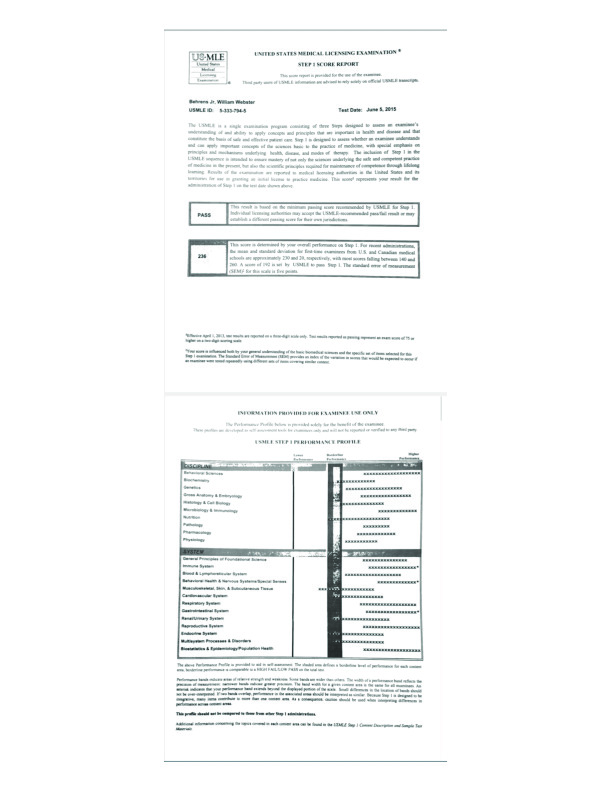 USMLE
United States
Medical
Licensing
Examination
UNITED STATES MEDICAL LICENSING EXAMINATION ®
STEP 1 SCORE REPORT
This score report is provided for the use of the examinee.
Third party users of USMLE information are advised to rely solely on official USMLE transcripts.
Behrens Jr, William Webster
USMLE ID: 5-333-794-5
Test Date: June 5, 2015
The USMLE is a single examination program consisting of three Steps designed to assess an examinee's
understanding of and ability to apply concepts and principles that are important in health and disease and that
constitute the basis of safe and effective patient care. Step 1 is designed to assess whether an examinee understands
and can apply important concepts of the sciences basic to the practice of medicine, with special emphasis on
principles and mechanisms underlying health, disease, and modes of therapy. The inclusion of Step 1 in the
USMLE sequence is intended to ensure mastery of not only the sciences underlying the safe and competent practice
of medicine in the present, but also the scientific principles required for maintenance of competence through lifelong
learning. Results of the examination are reported to medical licensing authorities in the United States and its
territories for use in granting an initial license to practice medicine. This score represents your result for the
administration of Step 1 on the test date shown above.
PASS
This result is based on the minimum passing score recommended by USMLE for Step 1.
Individual licensing authorities may accept the USMLE-recommended pass/fail result or may
establish a different passing score for their own jurisdictions.
236
This score is determined by your overall performance on Step 1. For recent administrations,
the mean and standard deviation for first-time examinees from U.S. and Canadian medical
schools are approximately 230 and 20, respectively, with most scores falling between 140 and
260. A score of 192 is set by USMLE to pass Step 1. The standard error of measurement
(SEM) for this scale is five points.
Effective April 1, 2013, test results are reported on a three-digit scale only. Test results reported as passing represent an exam score of 75 or
higher on a two-digit scoring scale.
Your score is influenced both by your general understanding of the basic biomedical sciences and the specific set of items selected for this
Step 1 examination. The Standard Error of Measurement (SEM) provides an index of the variation in scores that would be expected to occur if
an examinee were tested repeatedly using different sets of items covering similar content.
INFORMATION PROVIDED FOR EXAMINEE USE ONLY
The Performance Profile below is provided solely for the benefit of the examinee.
These profiles are developed as self-assessment tools for examinees only and will not be reported or verified to any third party.
USMLE STEP 1 PERFORMANCE PROFILE
Lower Performance
Borderline Performance
Higher Performance
DISCIPLINE
Behavioral Sciences
Biochemistry
Genetics
Gross Anatomy & Embryology
Histology & Cell Biology
Microbiology & Immunology
Nutrition
Pathology
Pharmacology
Physiology
SYSTEM
General Principles of Foundational Science
Immune System
Blood & Lymphoreticular System
Behavioral Health & Nervous Systems/Special Senses
Musculoskeletal, Skin, & Subcutaneous Tissue
Cardiovascular System
Respiratory System
Gastrointestinal System
Renal/Urinary System
Reproductive System
Endocrine System
Multisystem Processes & Disorders
Biostatistics & Epidemiology/Population Health
The above Performance Profile is provided to aid in self-assessment. The shaded area defines a borderline level of performance for each content
area; borderline performance is comparable to a HIGH FAIL/LOW PASS on the total test.
Performance bands indicate areas of relative strength and weakness. Some bands are wider than others. The width of a performance band reflects the
precision of measurement: narrower bands indicate greater precision. The band width for a given content area is the same for all examinees. An
asterisk indicates that your performance band extends beyond the displayed portion of the scale. Small differences in the location of bands should
not be over interpreted. If two bands overlap, performance in the associated areas should be interpreted as similar. Because Step 1 is designed to be
integrative, many items contribute to more than one content area. As a consequence, caution should be used when interpreting differences in
performance across content areas.
This profile should not be compared to those from other Step 1 administrations.
Additional information concerning the topics covered in each content area can be found in the USMLE Step 1 Content Description and Sample Test
Materials.